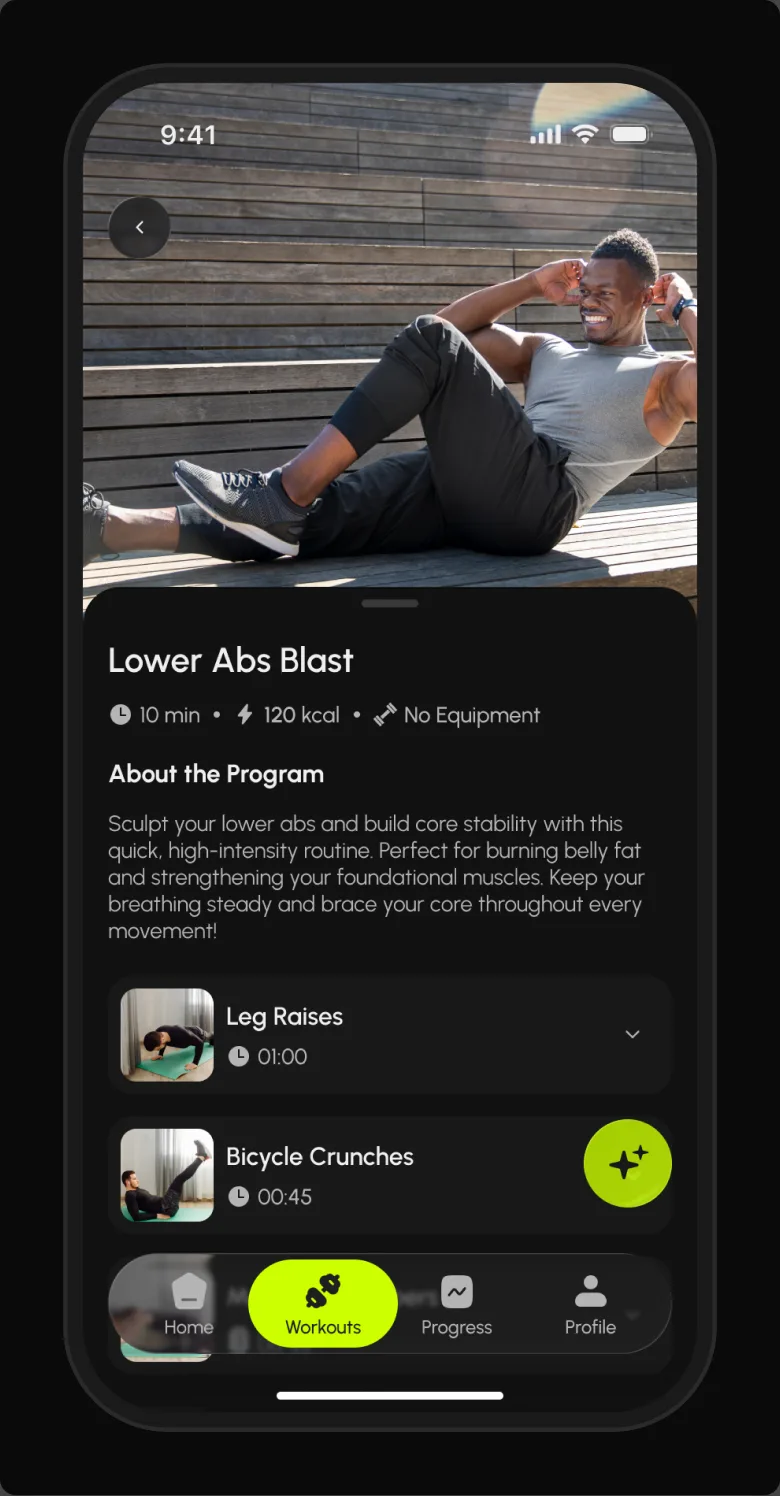 9:41
Lower Abs Blast
10 min • 120 kcal • No Equipment
About the Program
Sculpt your lower abs and build core stability with this
quick, high-intensity routine. Perfect for burning belly fat
and strengthening your foundational muscles. Keep your
breathing steady and brace your core throughout every
movement!
Leg Raises
01:00
Bicycle Crunches
00:45
Home
Workouts
Progress
Profile